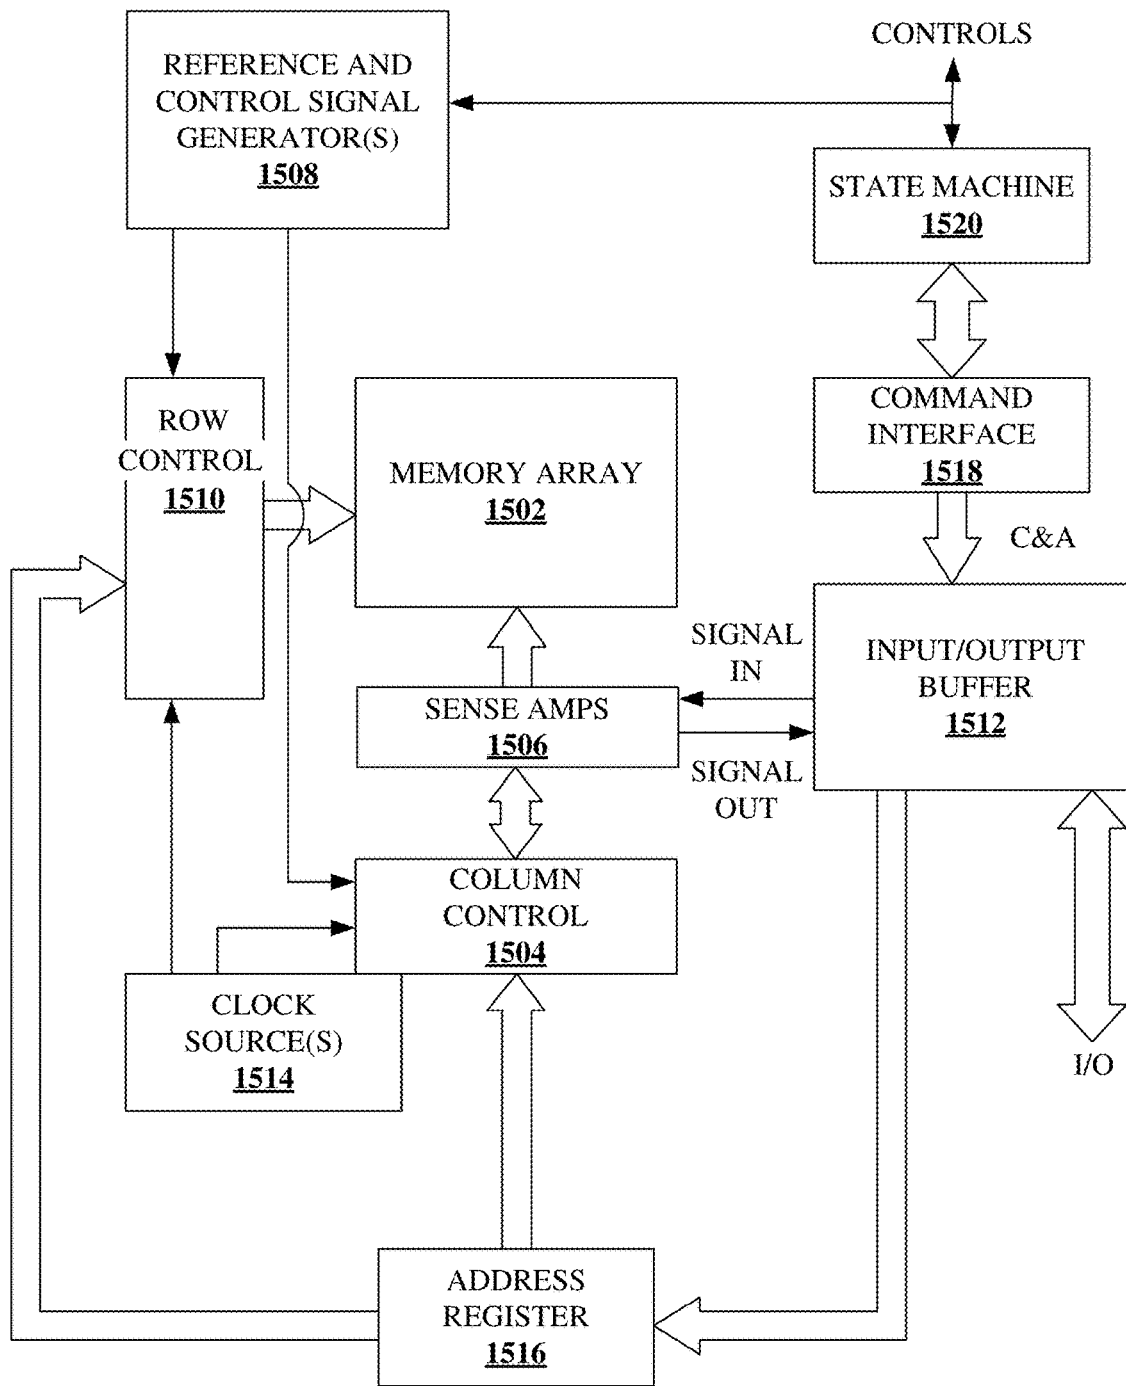 REFERENCE AND
CONTROL SIGNAL
GENERATOR(S)
1508
CONTROLS
STATE MACHINE
1520
ROW
CONTROL
1510
MEMORY ARRAY
1502
COMMAND
INTERFACE
1518
C&A
SIGNAL
IN
INPUT/OUTPUT
BUFFER
1512
SENSE AMPS
1506
SIGNAL
OUT
COLUMN
CONTROL
1504
CLOCK
SOURCE(S)
1514
I/O
ADDRESS
REGISTER
1516